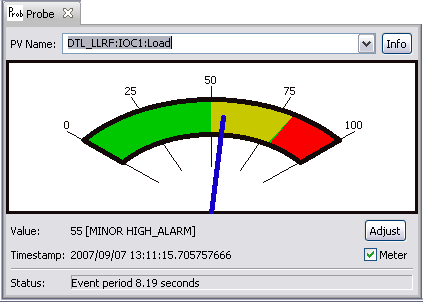 Prob Probe
PV Name: DTL_LLRF:IOC1:Load Info
50
25 75
0 100
Value: 55 [MINOR HIGH_ALARM] Adjust
Timestamp: 2007/09/07 13:11:15.705757666 Meter
Status: Event period 8.19 seconds